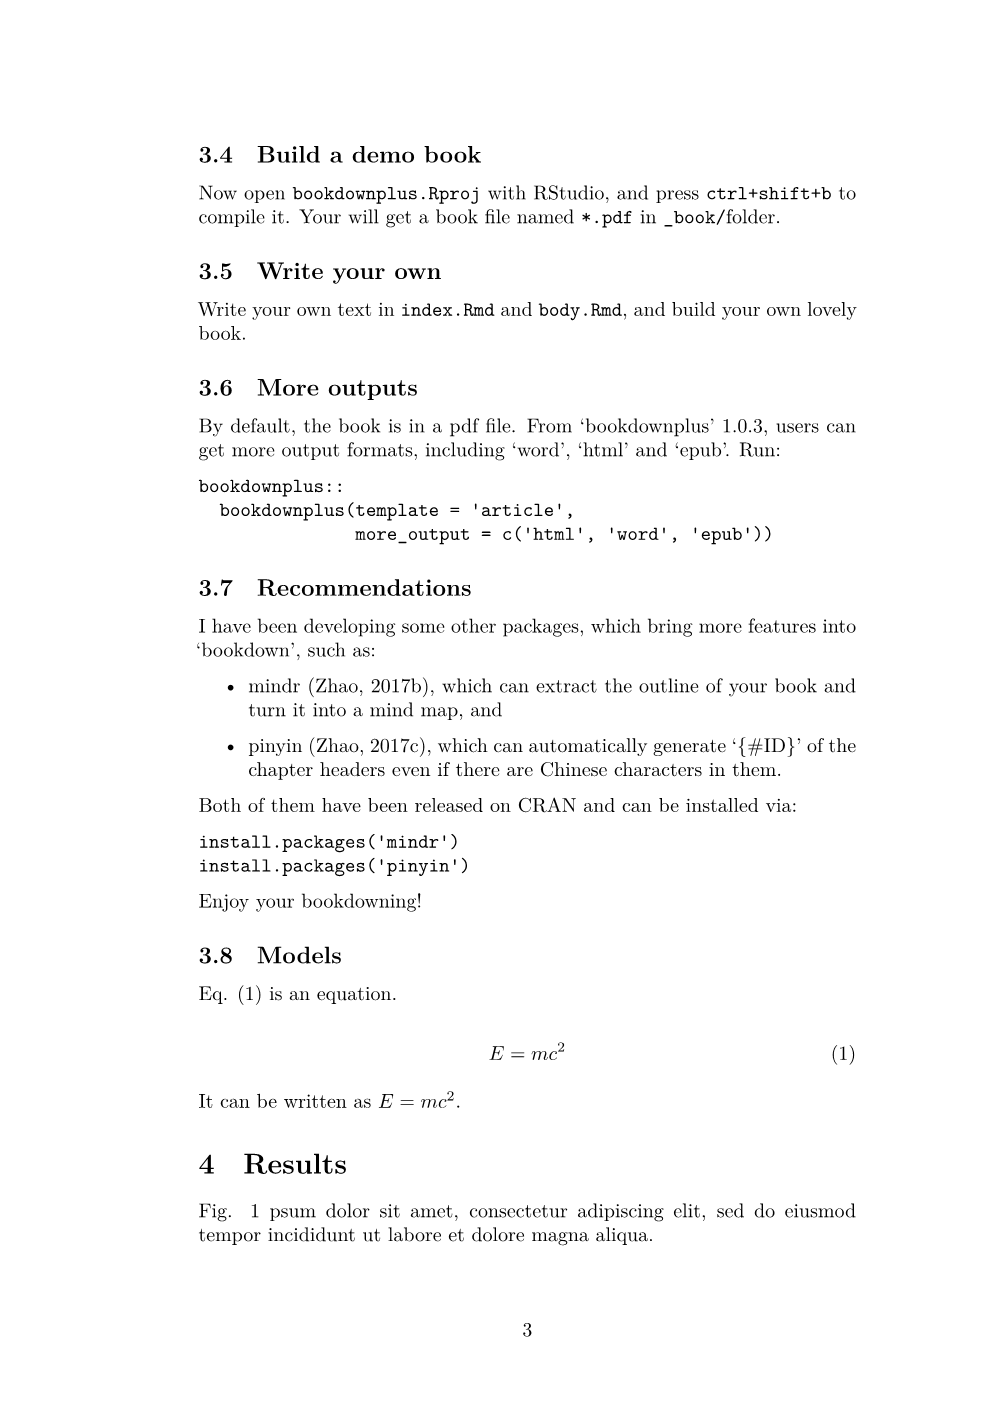 3.4 Build a demo book
Now open bookdownplus.Rproj with RStudio, and press ctrl+shift+b to
compile it. Your will get a book file named *.pdf in _book/folder.
3.5 Write your own
Write your own text in index.Rmd and body.Rmd, and build your own lovely
book.
3.6 More outputs
By default, the book is in a pdf file. From ‘bookdownplus’ 1.0.3, users can
get more output formats, including ‘word’, ‘html’ and ‘epub’. Run:
bookdownplus::
  bookdownplus(template = 'article',
               more_output = c('html', 'word', 'epub'))
3.7 Recommendations
I have been developing some other packages, which bring more features into
‘bookdown’, such as:
• mindr (Zhao, 2017b), which can extract the outline of your book and
turn it into a mind map, and
• pinyin (Zhao, 2017c), which can automatically generate ‘{#ID}’ of the
chapter headers even if there are Chinese characters in them.
Both of them have been released on CRAN and can be installed via:
install.packages('mindr')
install.packages('pinyin')
Enjoy your bookdowning!
3.8 Models
Eq. (1) is an equation.
E = mc² (1)
It can be written as E = mc².
4 Results
Fig. 1 psum dolor sit amet, consectetur adipiscing elit, sed do eiusmod
tempor incididunt ut labore et dolore magna aliqua.
3